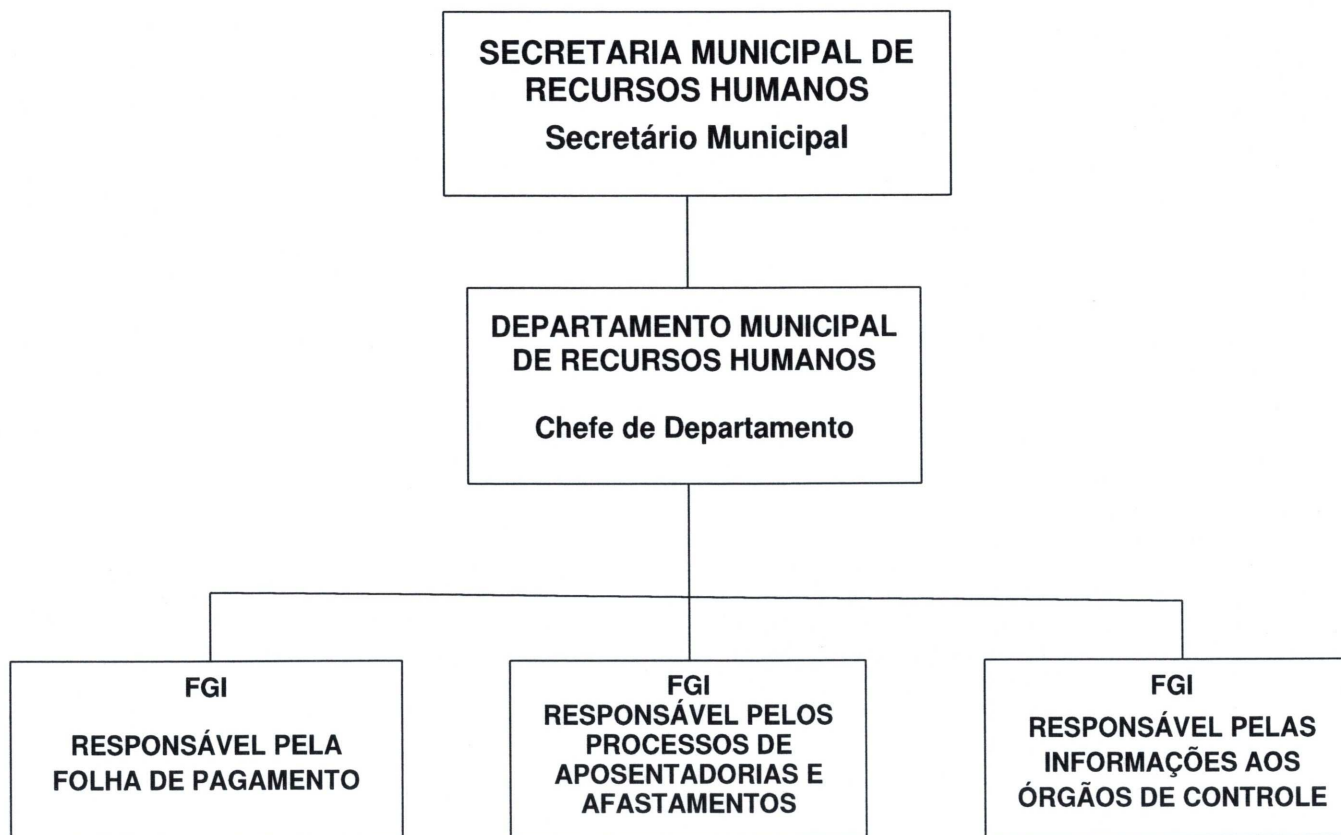 SECRETARIA MUNICIPAL DE
RECURSOS HUMANOS
Secretário Municipal
DEPARTAMENTO MUNICIPAL
DE RECURSOS HUMANOS
Chefe de Departamento
FGI
RESPONSÁVEL PELA
FOLHA DE PAGAMENTO
FGI
RESPONSÁVEL PELOS
PROCESSOS DE
APOSENTADORIAS E
AFASTAMENTOS
FGI
RESPONSÁVEL PELAS
INFORMAÇÕES AOS
ÓRGÃOS DE CONTROLE